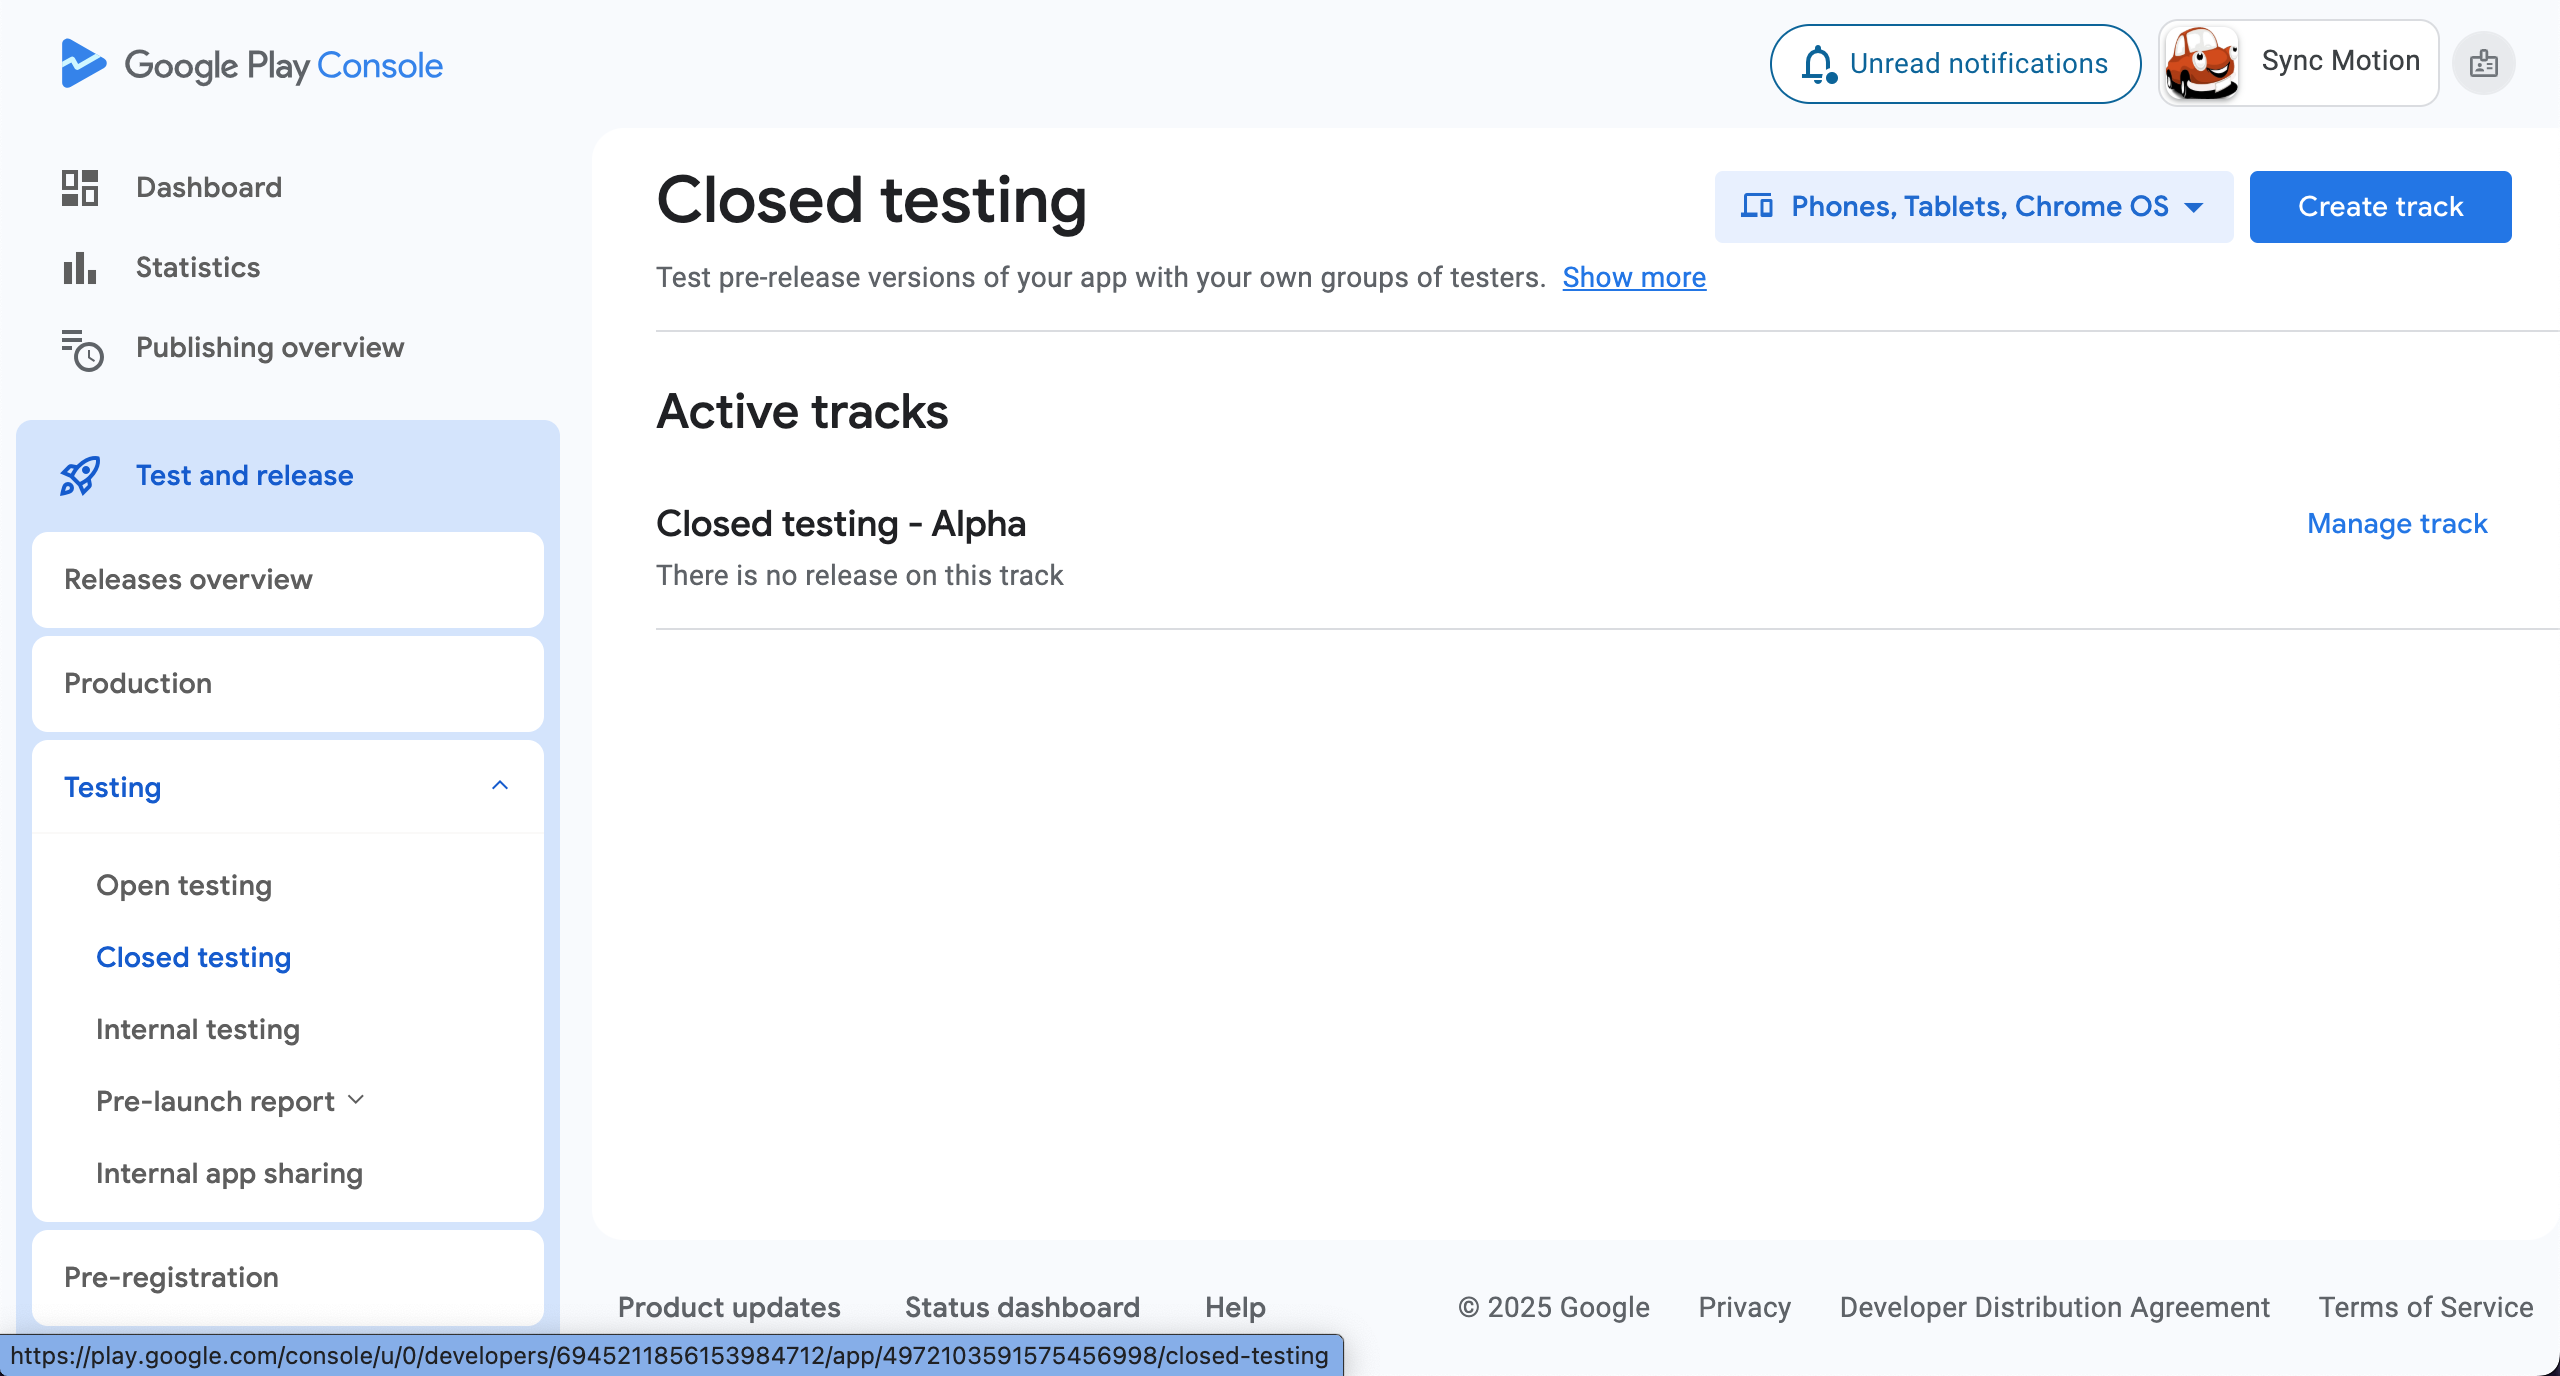 Google Play Console
Unread notifications
Sync Motion
Dashboard
Statistics
Publishing overview
Test and release
Releases overview
Production
Testing
Open testing
Closed testing
Internal testing
Pre-launch report
Internal app sharing
Pre-registration
Closed testing
Phones, Tablets, Chrome OS
Create track
Test pre-release versions of your app with your own groups of testers. Show more
Active tracks
Closed testing - Alpha
Manage track
There is no release on this track
Product updates
Status dashboard
Help
© 2025 Google
Privacy
Developer Distribution Agreement
Terms of Service
https://play.google.com/console/u/0/developers/6945211856153984712/app/4972103591575456998/closed-testing